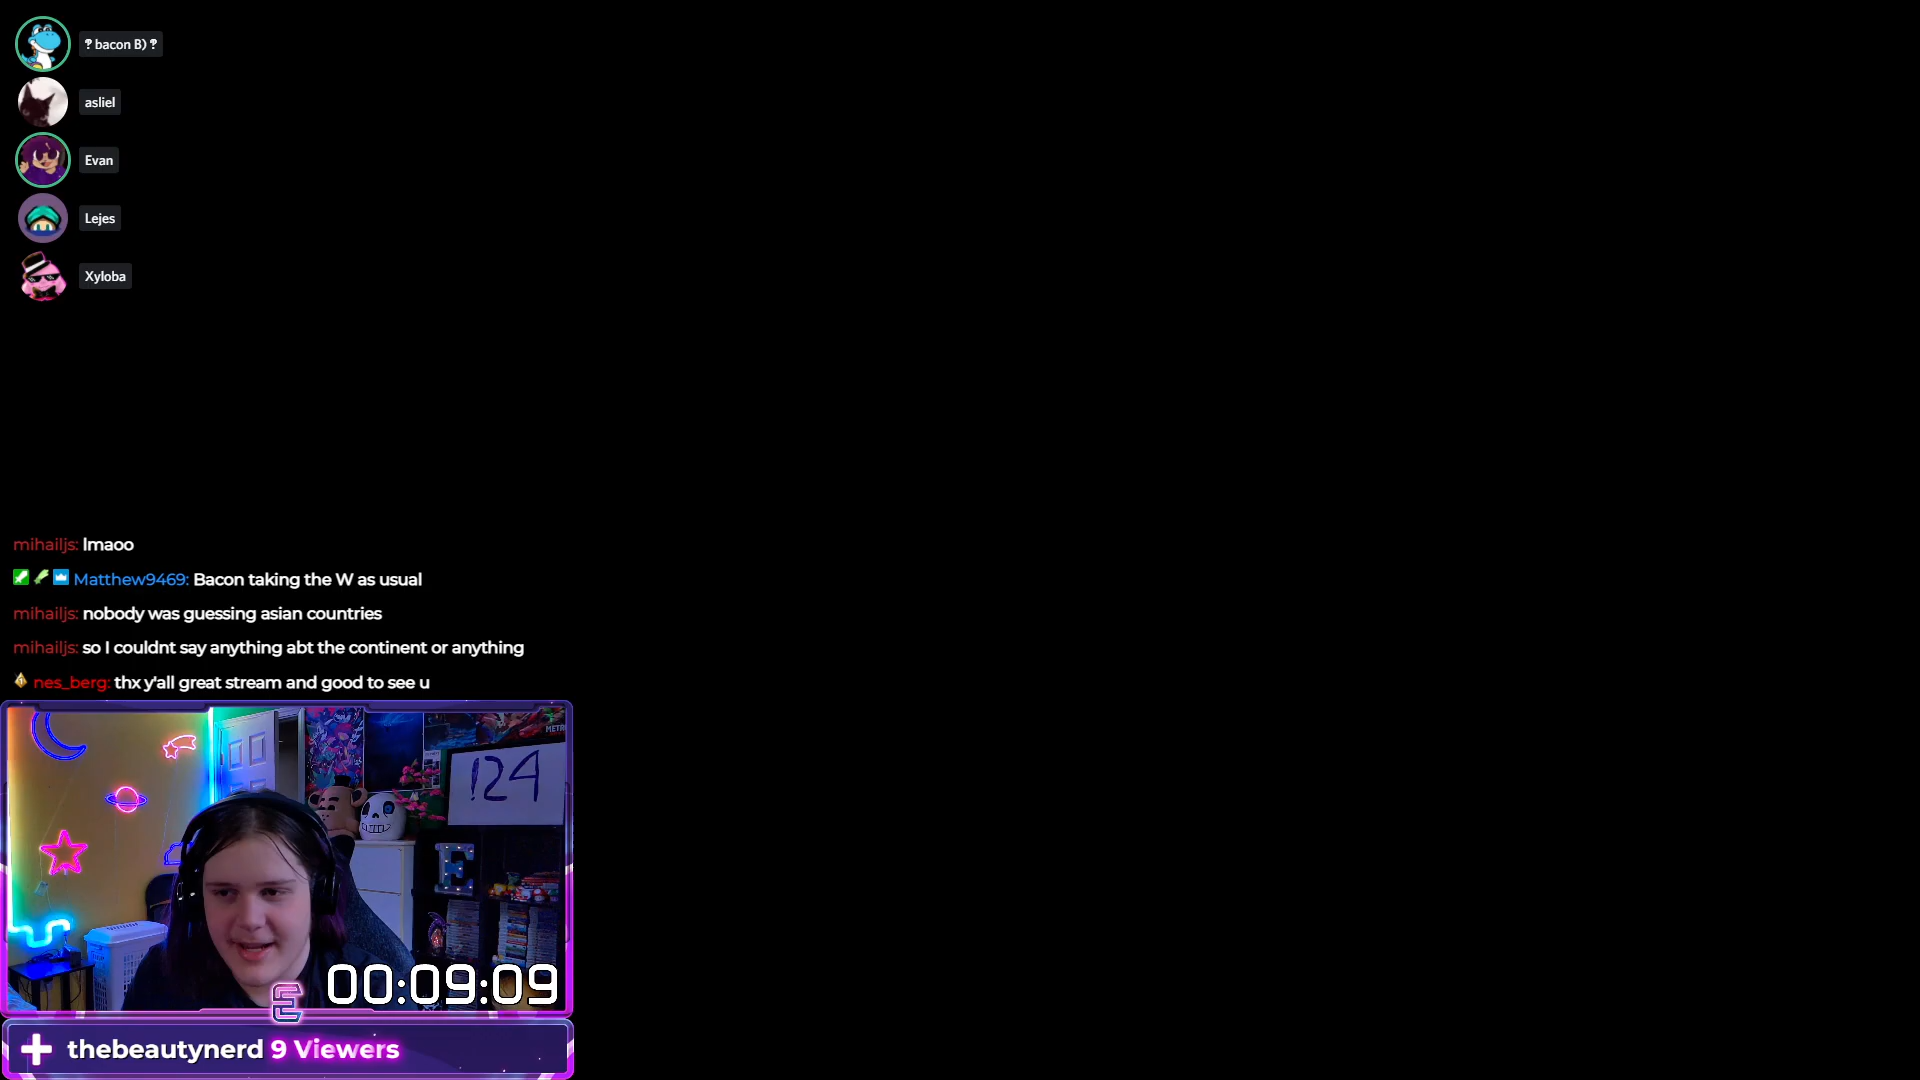 ‽ bacon B) ‽
asliel
Evan
Lejes
Xyloba
mihailjs: lmaoo
Matthew9469: Bacon taking the W as usual
mihailjs: nobody was guessing asian countries
mihailjs: so I couldnt say anything abt the continent or anything
nes_berg: thx y'all great stream and good to see u
METR
124
E
00:09:09
E
thebeautynerd 9 Viewers